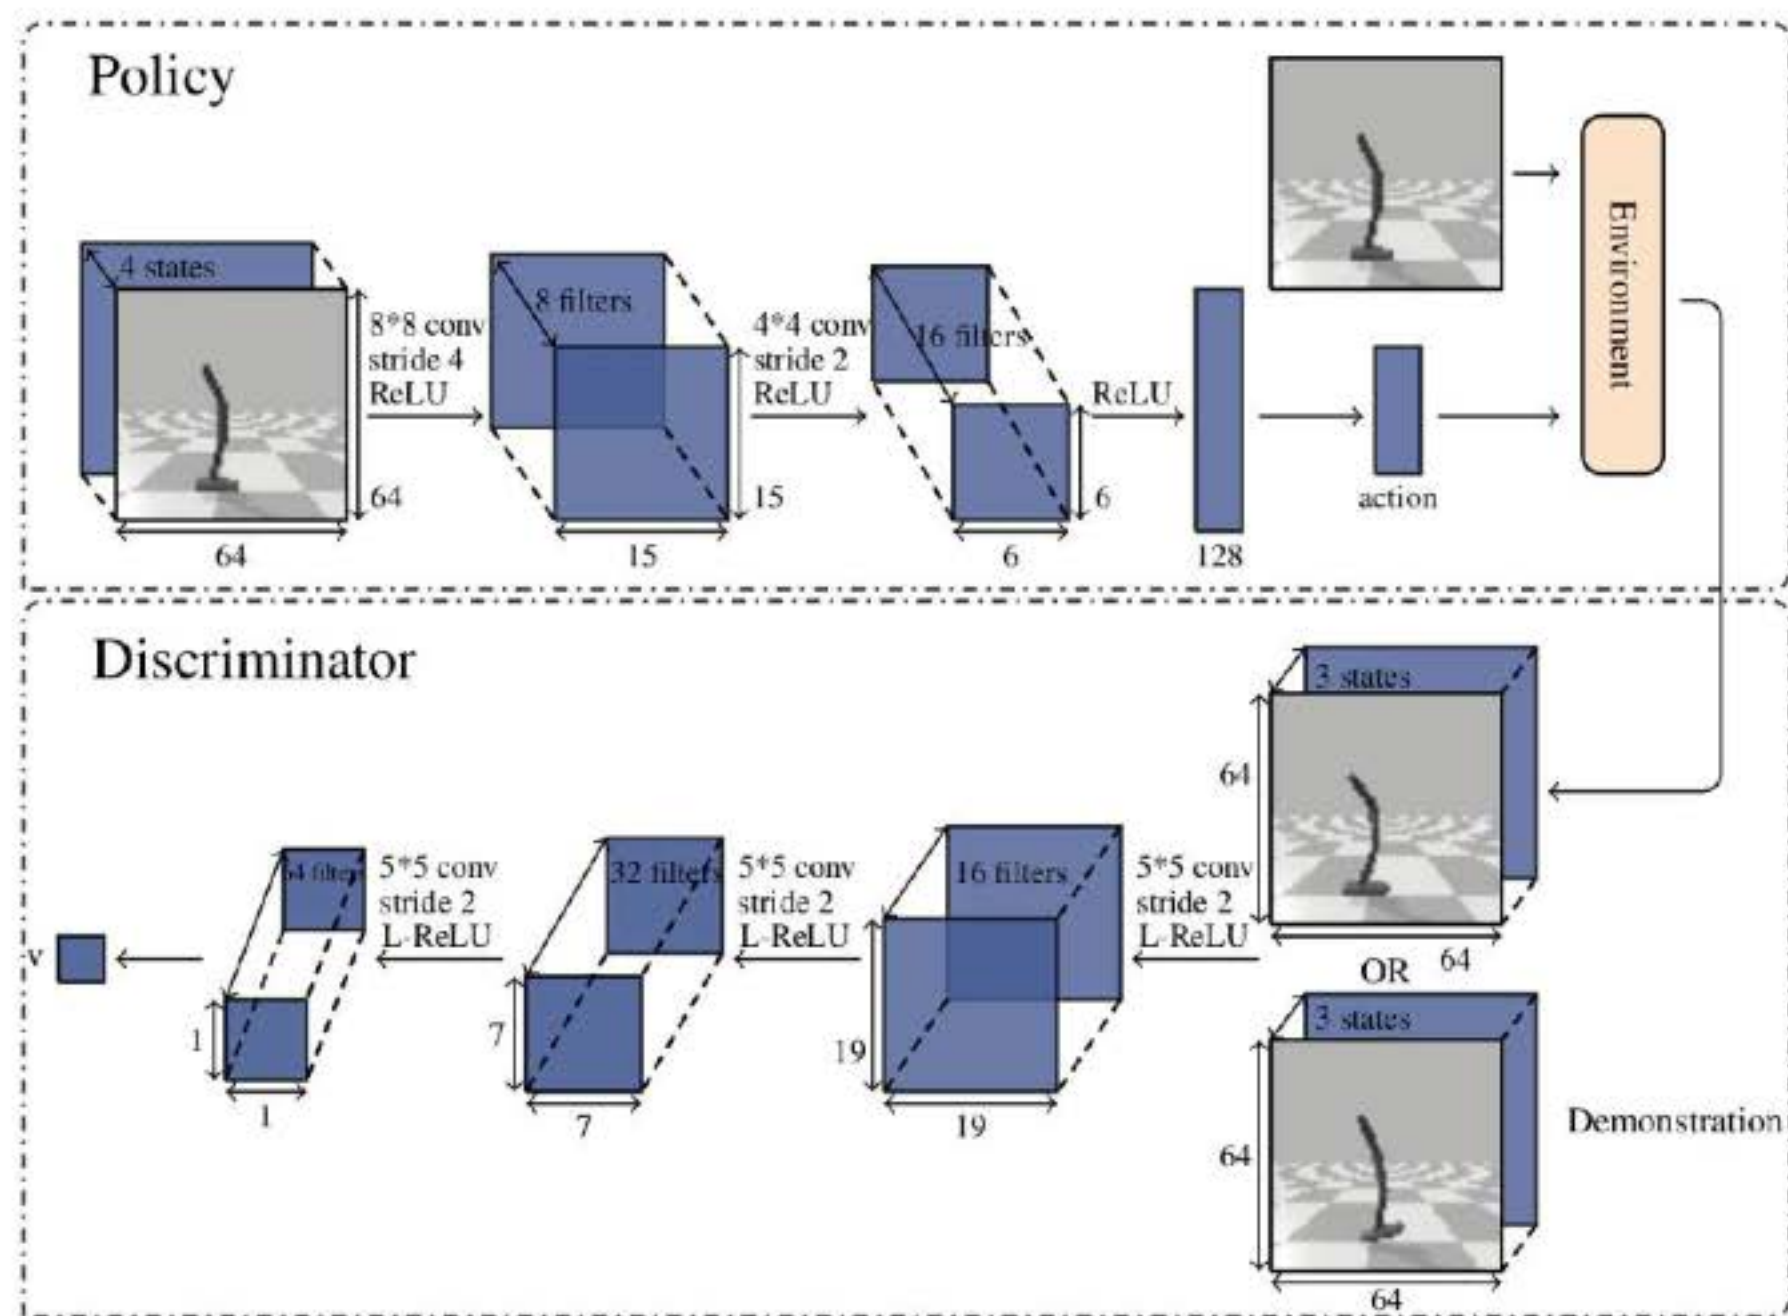 Policy
4 states
8*8 conv
stride 4
ReLU
64
64
8 filters
4*4 conv
stride 2
ReLU
15
15
16 filters
ReLU
6
6
128
action
Environment
Discriminator
3 states
64
64
OR
3 states
64
64
Demonstration
5*5 conv
stride 2
L-ReLU
16 filters
19
19
5*5 conv
stride 2
L-ReLU
32 filters
7
7
5*5 conv
stride 2
L-ReLU
64 filters
1
1
v